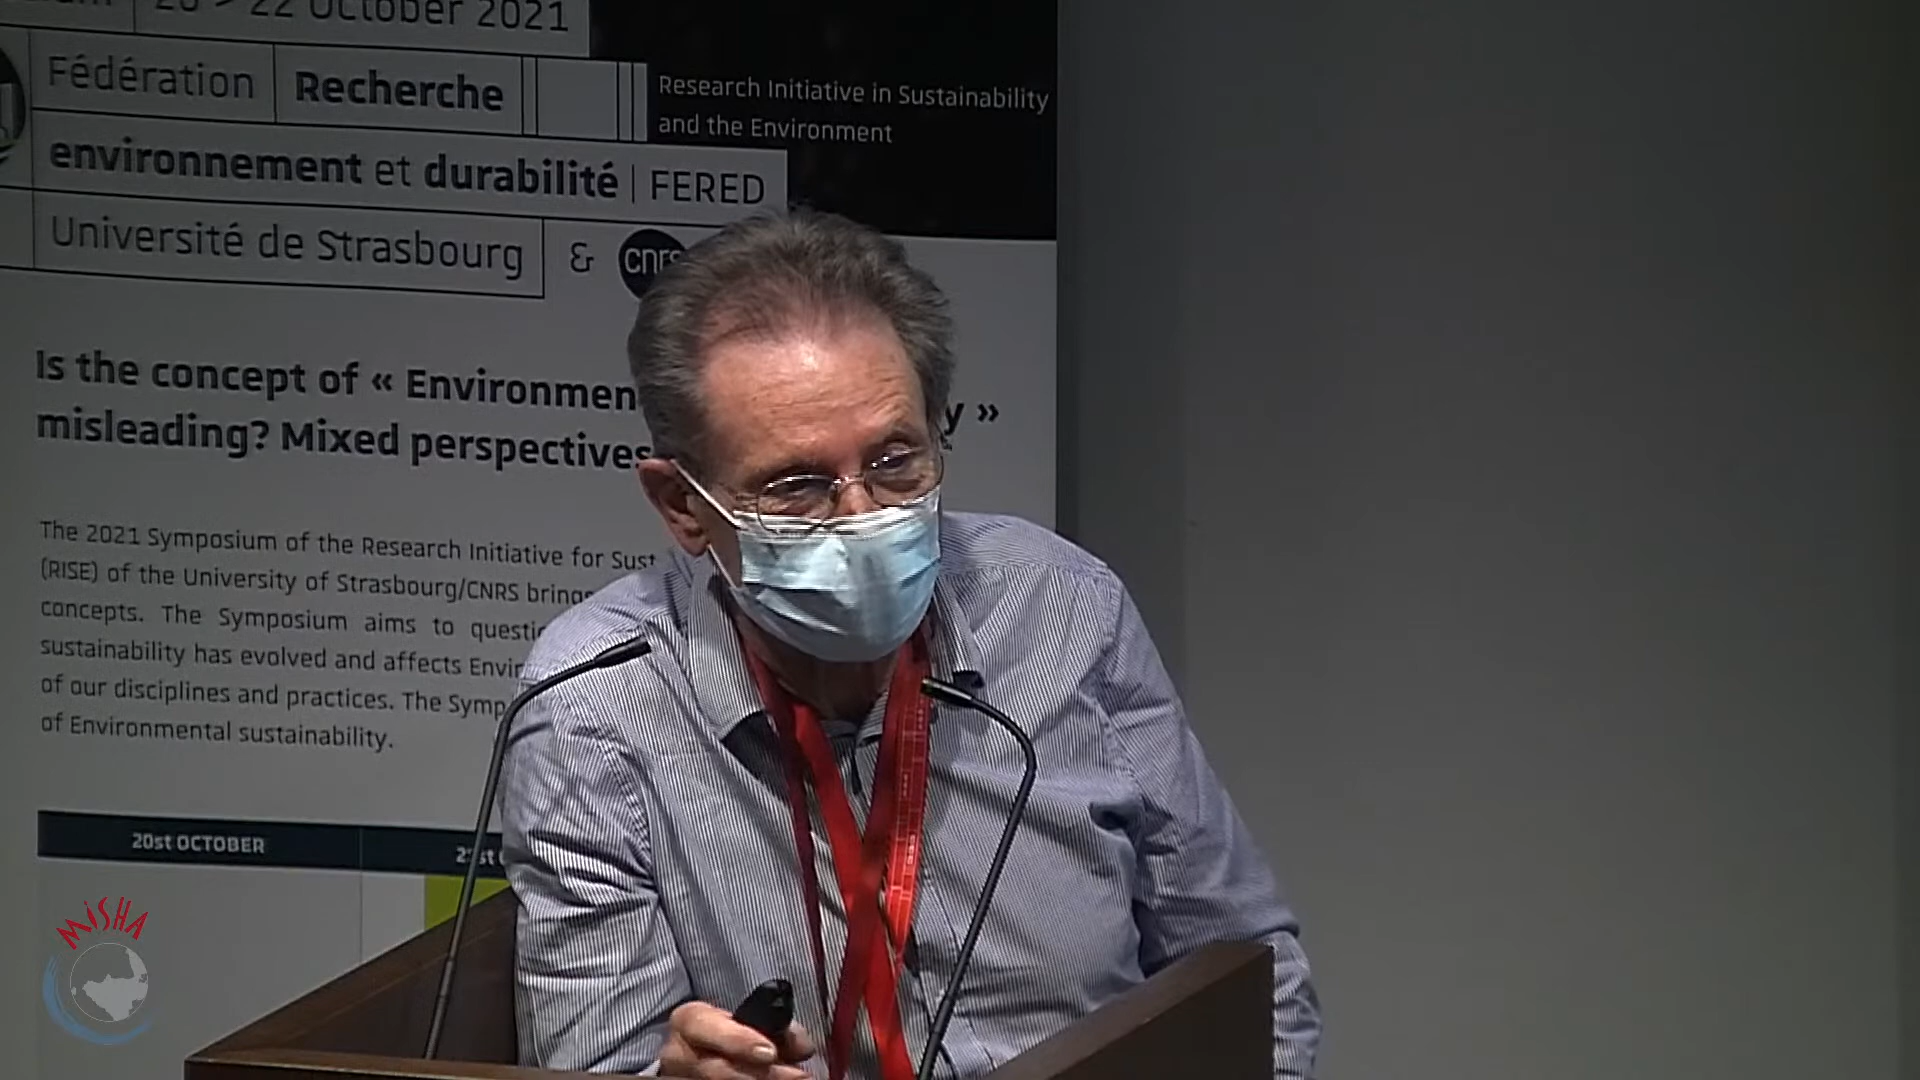 22 October 2021
Fédération Recherche
Research Initiative in Sustainability
and the Environment
environnement et durabilité | FERED
Université de Strasbourg & cnrs
Is the concept of « Environmen y »
misleading? Mixed perspectives
The 2021 Symposium of the Research Initiative for Sust
(RISE) of the University of Strasbourg/CNRS brings
concepts. The Symposium aims to questio
sustainability has evolved and affects Envir
of our disciplines and practices. The Symp
of Environmental sustainability.
20st OCTOBER
MISHA